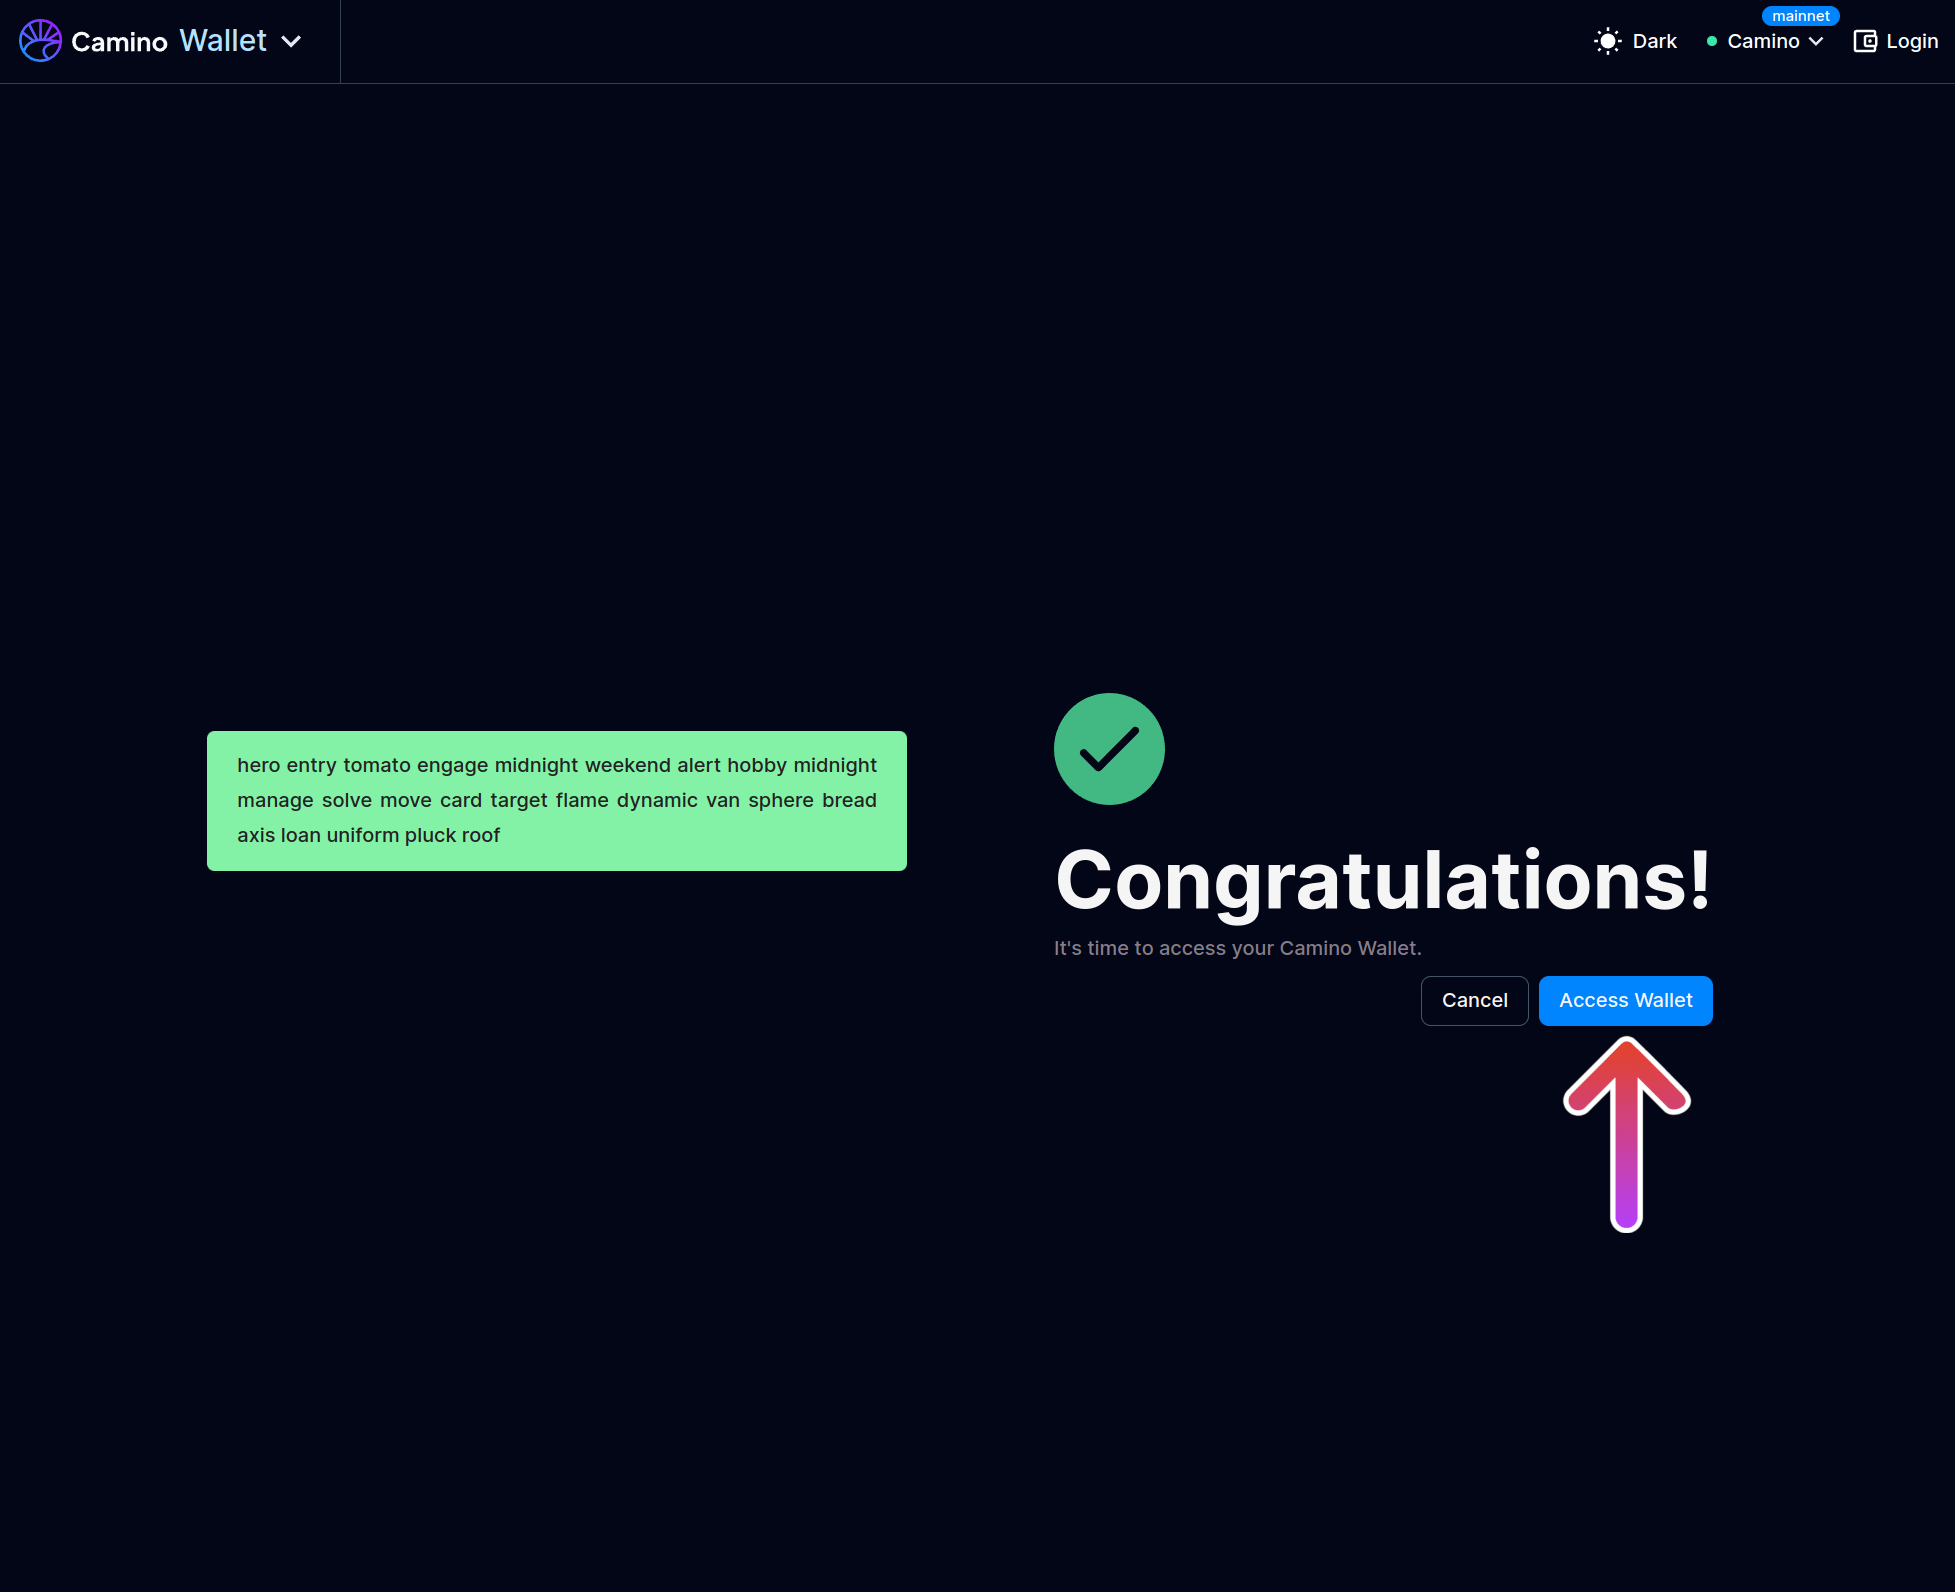 Camino Wallet
mainnet
Dark
Camino
Login
hero entry tomato engage midnight weekend alert hobby midnight
manage solve move card target flame dynamic van sphere bread
axis loan uniform pluck roof
Congratulations!
It's time to access your Camino Wallet.
Cancel
Access Wallet